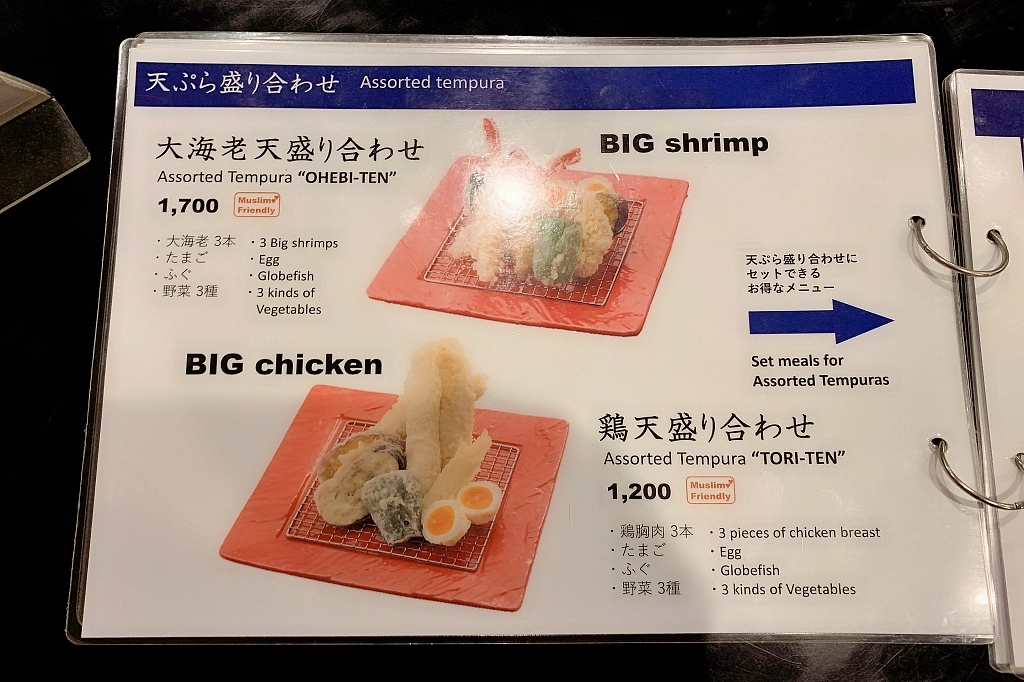 天ぷら盛り合わせ Assorted tempura
大海老天盛り合わせ
Assorted Tempura “OHEBI-TEN”
1,700 Muslim Friendly
・大海老 3本 ・3 Big shrimps
・たまご ・Egg
・ふぐ ・Globefish
・野菜 3種 ・3 kinds of
Vegetables
BIG shrimp
天ぷら盛り合わせに
セットできる
お得なメニュー
Set meals for
Assorted Tempuras
BIG chicken
鶏天盛り合わせ
Assorted Tempura “TORI-TEN”
1,200 Muslim Friendly
・鶏胸肉 3本 ・3 pieces of chicken breast
・たまご ・Egg
・ふぐ ・Globefish
・野菜 3種 ・3 kinds of Vegetables